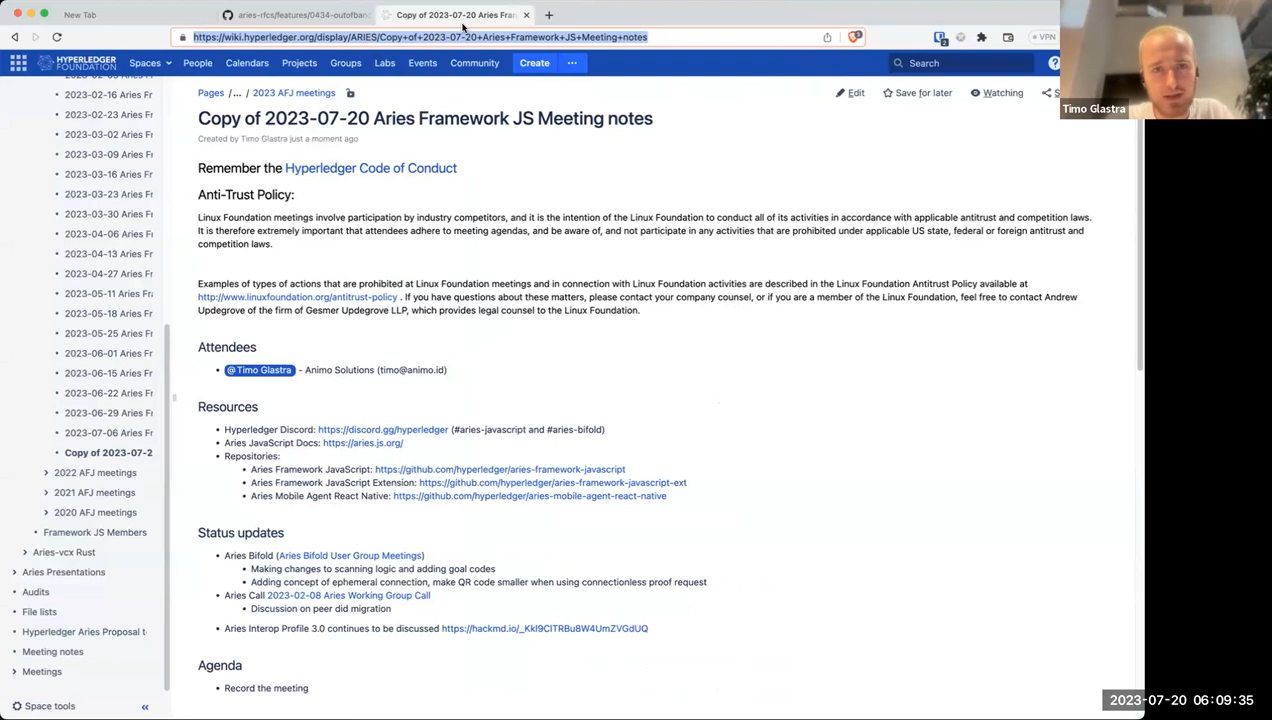 New Tab
aries-rfcs/features/0434-outofban
Copy of 2023-07-20 Aries Fram
https://wiki.hyperledger.org/display/ARIES/Copy+of+2023-07-20+Aries+Framework+JS+Meeting+notes
2
VPN
HYPERLEDGER
FOUNDATION
Spaces
People
Calendars
Projects
Groups
Labs
Events
Community
Create
Search
Timo Glastra
Pages /... / 2023 AFJ meetings
Edit
Save for later
Watching
Copy of 2023-07-20 Aries Framework JS Meeting notes
Created by Timo Glastra just a moment ago
2023-02-16 Aries Fr
2023-02-23 Aries Fr
2023-03-02 Aries Fr
2023-03-09 Aries Fr
2023-03-16 Aries Fr
2023-03-23 Aries Fr
2023-03-30 Aries Fr
2023-04-06 Aries Fr
2023-04-13 Aries Fr
2023-04-27 Aries Fr
2023-05-11 Aries Fra
2023-05-18 Aries Fr
2023-05-25 Aries Fr
2023-06-01 Aries Fr
2023-06-15 Aries Fr
2023-06-22 Aries Fr
2023-06-29 Aries Fr
2023-07-06 Aries Fr
Copy of 2023-07-2
2022 AFJ meetings
2021 AFJ meetings
2020 AFJ meetings
Framework JS Members
Aries-vcx Rust
Aries Presentations
Audits
File lists
Hyperledger Aries Proposal t
Meeting notes
Meetings
Space tools
Remember the Hyperledger Code of Conduct
Anti-Trust Policy:
Linux Foundation meetings involve participation by industry competitors, and it is the intention of the Linux Foundation to conduct all of its activities in accordance with applicable antitrust and competition laws.
It is therefore extremely important that attendees adhere to meeting agendas, and be aware of, and not participate in any activities that are prohibited under applicable US state, federal or foreign antitrust and
competition laws.
Examples of types of actions that are prohibited at Linux Foundation meetings and in connection with Linux Foundation activities are described in the Linux Foundation Antitrust Policy available at
http://www.linuxfoundation.org/antitrust-policy . If you have questions about these matters, please contact your company counsel, or if you are a member of the Linux Foundation, feel free to contact Andrew
Updegrove of the firm of Gesmer Updegrove LLP, which provides legal counsel to the Linux Foundation.
Attendees
@Timo Glastra - Animo Solutions (timo@animo.id)
Resources
Hyperledger Discord: https://discord.gg/hyperledger (#aries-javascript and #aries-bifold)
Aries JavaScript Docs: https://aries.js.org/
Repositories:
Aries Framework JavaScript: https://github.com/hyperledger/aries-framework-javascript
Aries Framework JavaScript Extension: https://github.com/hyperledger/aries-framework-javascript-ext
Aries Mobile Agent React Native: https://github.com/hyperledger/aries-mobile-agent-react-native
Status updates
Aries Bifold (Aries Bifold User Group Meetings)
Making changes to scanning logic and adding goal codes
Adding concept of ephemeral connection, make QR code smaller when using connectionless proof request
Aries Call 2023-02-08 Aries Working Group Call
Discussion on peer did migration
Aries Interop Profile 3.0 continues to be discussed https://hackmd.io/_Kkl9ClTRBu8W4UmZVGdUQ
Agenda
Record the meeting
2023-07-20 06:09:35